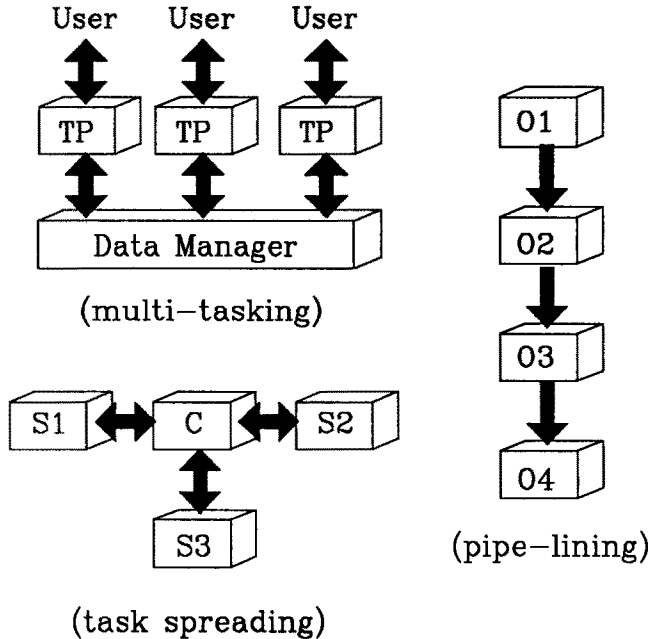 User User User
TP TP TP
Data Manager
(multi-tasking)
S1 C S2
S3
(task spreading)
O1
O2
O3
O4
(pipe-lining)